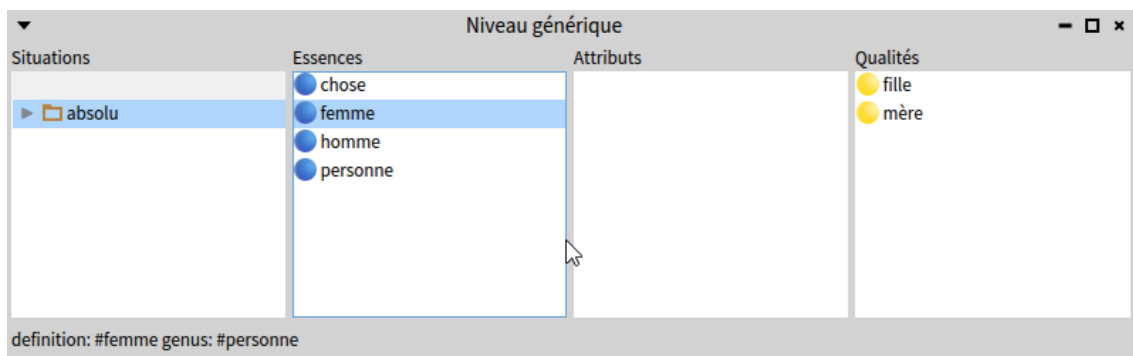 Niveau générique
Situations Essences Attributs Qualités
chose fille
absolu femme mère
homme
personne
definition: #femme genus: #personne